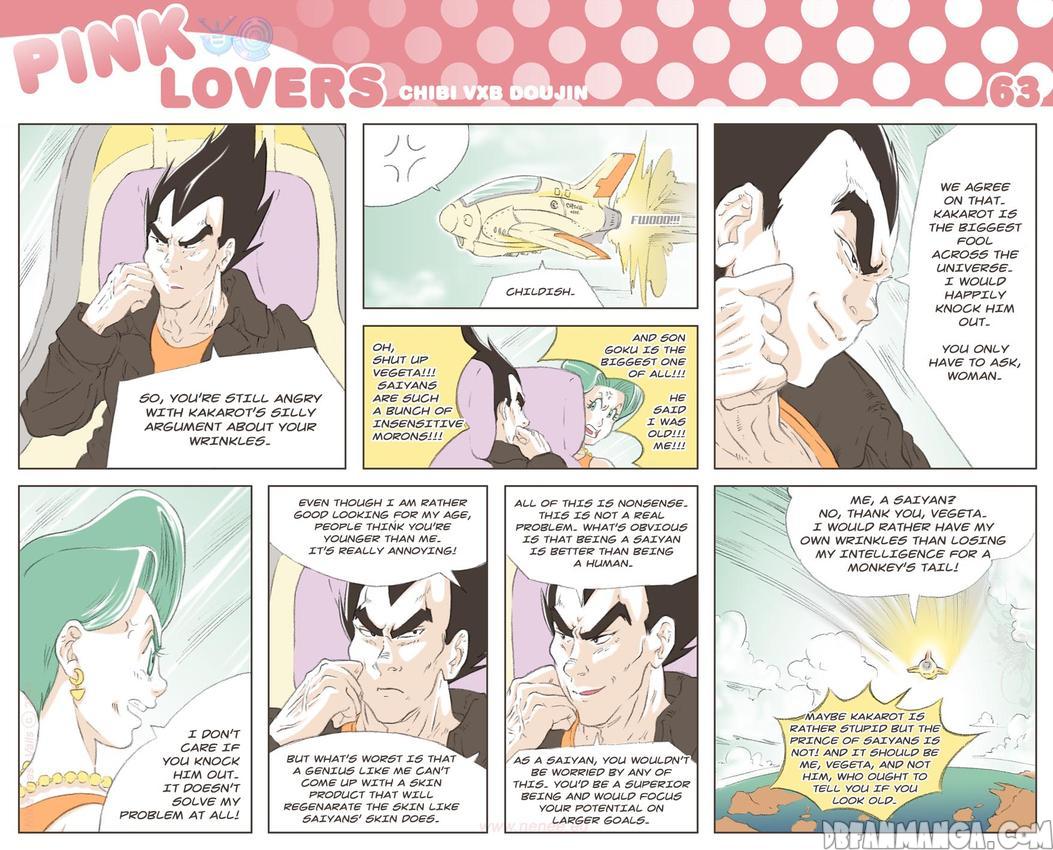 PINK
LOVERS
CHIBI VXB DOUJIN
63
SO, YOU'RE STILL ANGRY
WITH KAKAROT'S SILLY
ARGUMENT ABOUT YOUR
WRINKLES.
FWOOO!!!
CHILDISH.
OH,
SHUT UP
VEGETA!!!
SAIYANS
ARE SUCH
A BUNCH OF
INSENSITIVE
MORONS!!!
AND SON
GOKU IS THE
BIGGEST ONE
OF ALL!!!
HE
SAID
I WAS
OLD!!!
ME!!!
WE AGREE
ON THAT.
KAKAROT IS
THE BIGGEST
FOOL
ACROSS THE
UNIVERSE.
I WOULD
HAPPILY
KNOCK HIM
OUT.
YOU ONLY
HAVE TO ASK,
WOMAN.
I DON'T
CARE IF
YOU KNOCK
HIM OUT.
IT DOESN'T
SOLVE MY
PROBLEM AT ALL!
EVEN THOUGH I AM RATHER
GOOD LOOKING FOR MY AGE,
PEOPLE THINK YOU'RE
YOUNGER THAN ME.
IT'S REALLY ANNOYING!
BUT WHAT'S WORST IS THAT
A GENIUS LIKE ME CAN'T
COME UP WITH A SKIN
PRODUCT THAT WILL
REGENARATE THE SKIN LIKE
SAIYANS' SKIN DOES.
ALL OF THIS IS NONSENSE.
THIS IS NOT A REAL
PROBLEM. WHAT'S OBVIOUS
IS THAT BEING A SAIYAN
IS BETTER THAN BEING
A HUMAN.
AS A SAIYAN, YOU WOULDN'T
BE WORRIED BY ANY OF
THIS. YOU'D BE A SUPERIOR
BEING AND WOULD FOCUS
YOUR POTENTIAL ON
LARGER GOALS.
ME, A SAIYAN?
NO, THANK YOU, VEGETA.
I WOULD RATHER HAVE MY
OWN WRINKLES THAN LOSING
MY INTELLIGENCE FOR A
MONKEY'S TAIL!
MAYBE KAKAROT IS
RATHER STUPID BUT THE
PRINCE OF SAIYANS IS
NOT! AND IT SHOULD BE
ME, VEGETA, AND NOT
HIM, WHO OUGHT TO
TELL YOU IF YOU
LOOK OLD.
www.nenee.eu
DBFANMANGA.COM